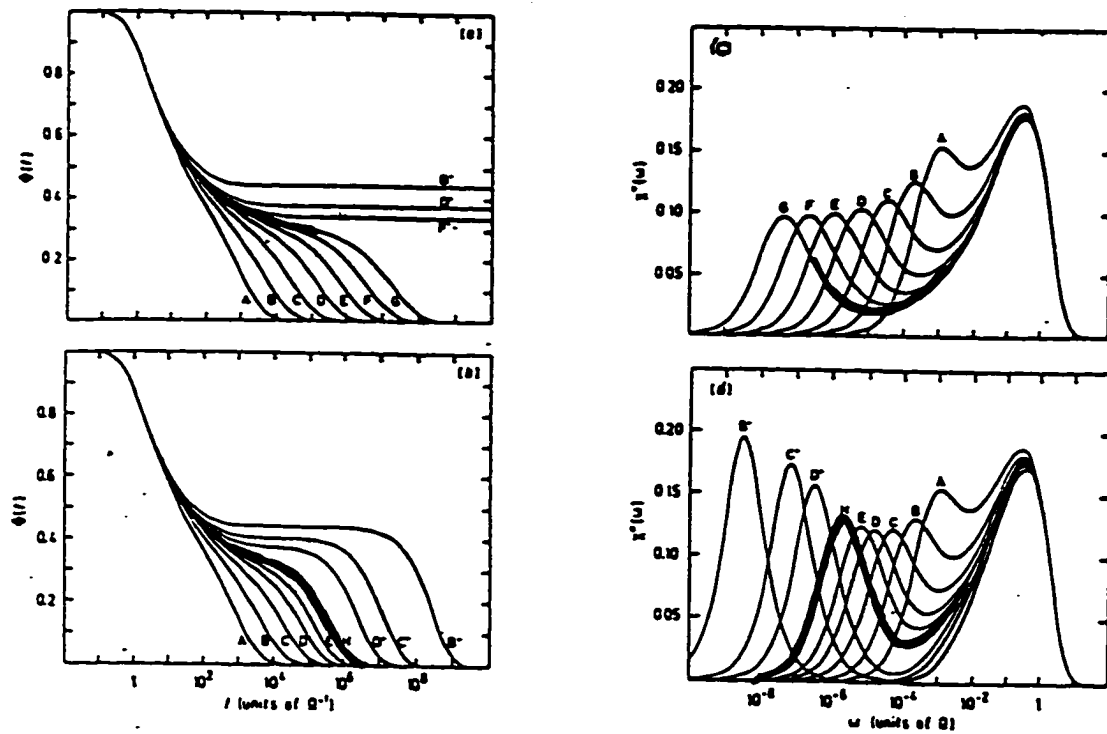 [a]
0.8
0.6
0.4
0.2
Φ(t)
B⁻
D⁻
F⁻
A B C D E F G
[b]
0.8
0.6
0.4
0.2
Φ(t)
A B C D E H D⁻ C⁻ B⁻
1 10² 10⁴ 10⁶ 10⁸
t (units of Ω⁻¹)
(c)
0.20
0.15
0.10
0.05
χ"(ω)
G F E D C B A
[d]
0.20
0.15
0.10
0.05
χ"(ω)
B⁻ C⁻ D⁻ H E D C B A
10⁻⁸ 10⁻⁶ 10⁻⁴ 10⁻² 1
ω (units of Ω)